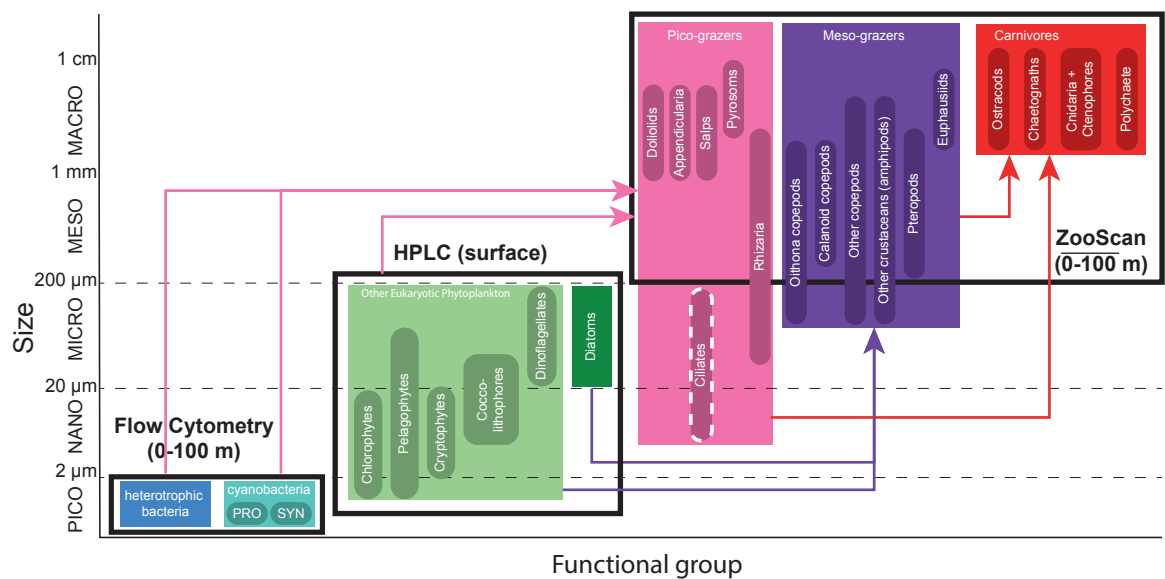 Size
1 cm
MACRO
1 mm
MESO
200 µm
MICRO
20 µm
NANO
2 µm
PICO
Flow Cytometry
(0-100 m)
heterotrophic
bacteria
cyanobacteria
PRO
SYN
HPLC (surface)
Other Eukaryotic Phytoplankton
Chlorophytes
Pelagophytes
Cryptophytes
Cocco-
lithophores
Dinoflagellates
Diatoms
Pico-grazers
Doliolids
Appendicularia
Salps
Pyrosoms
Rhizaria
Ciliates
Meso-grazers
Oithona copepods
Calanoid copepods
Other copepods
Other crustaceans (amphipods)
Pteropods
Euphausiids
Carnivores
Ostracods
Chaetognaths
Cnidaria +
Ctenophores
Polychaete
ZooScan
(0-100 m)
Functional group